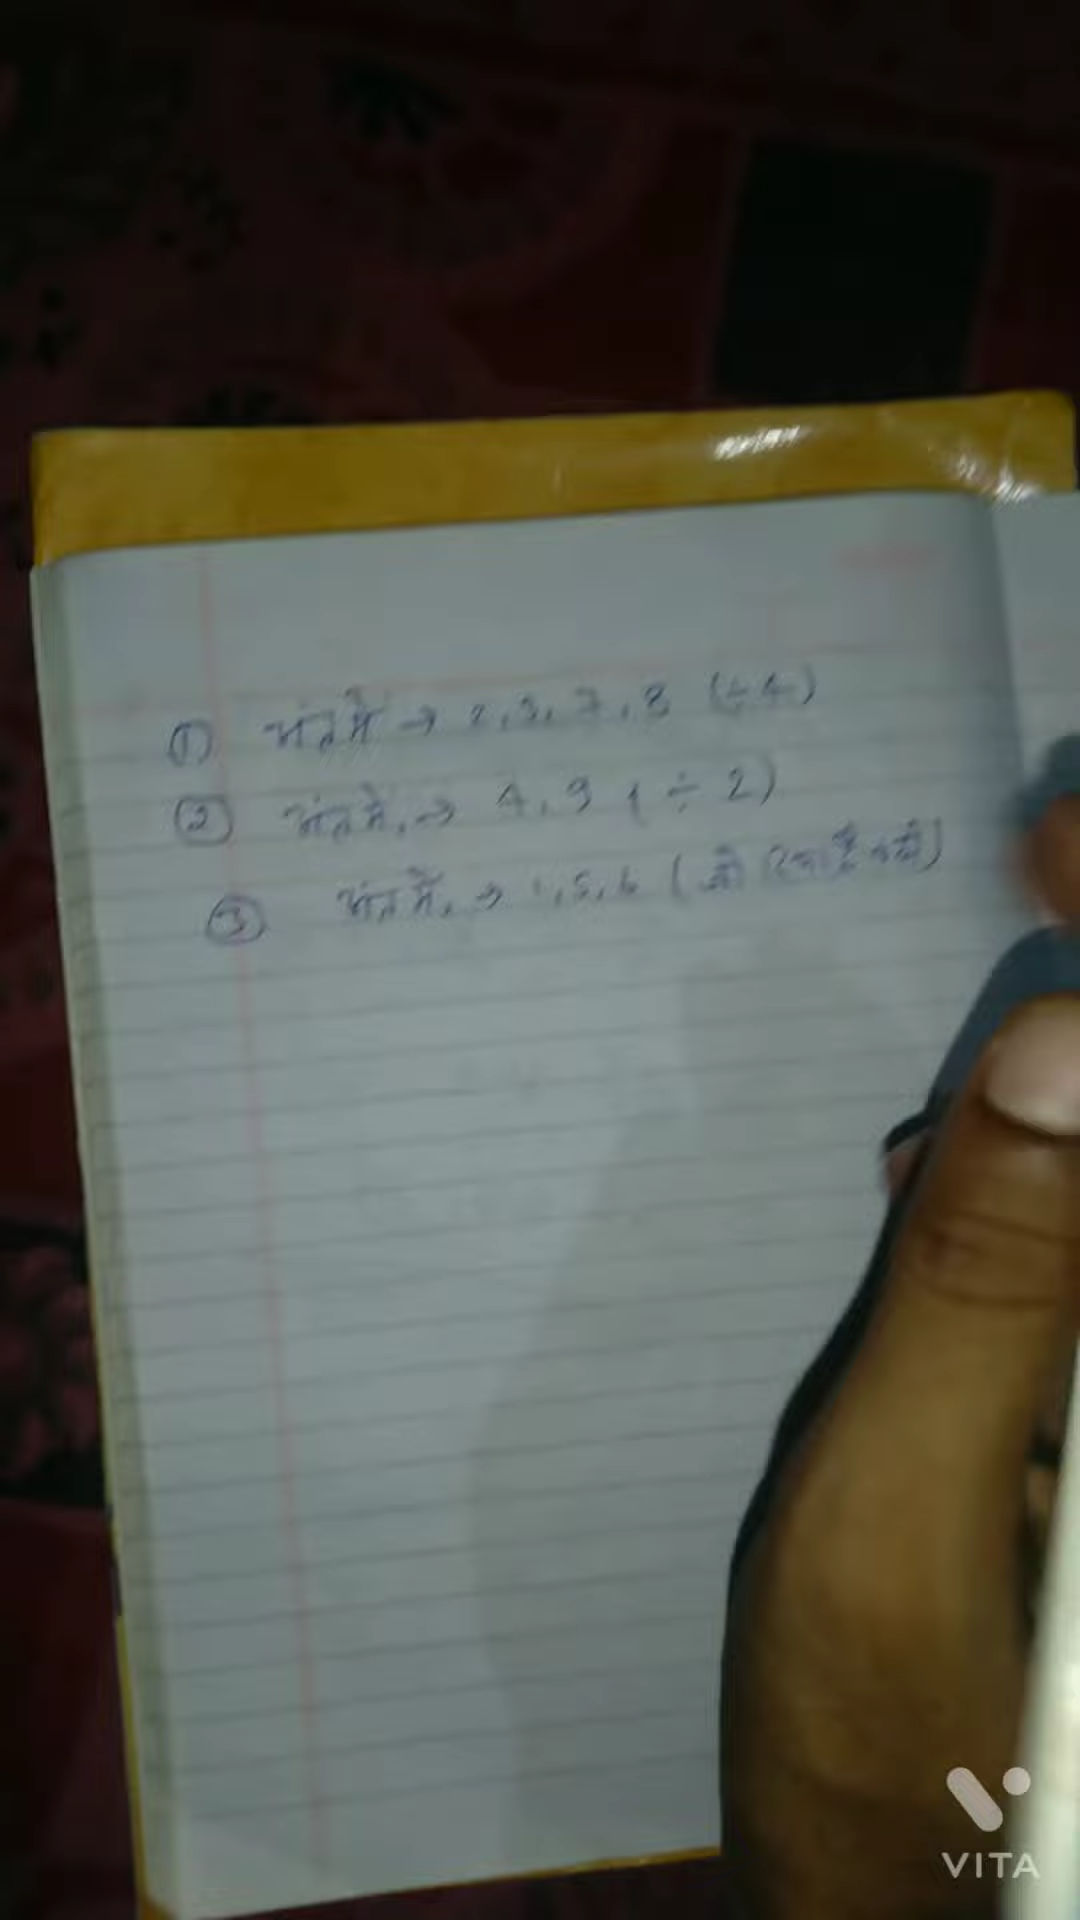 ① अंत में → 2, 3, 7, 8 (÷ 4)
② अंत में, → 4, 9 ( ÷ 2)
③ अंत में, → 1, 5, 6 (
VITA